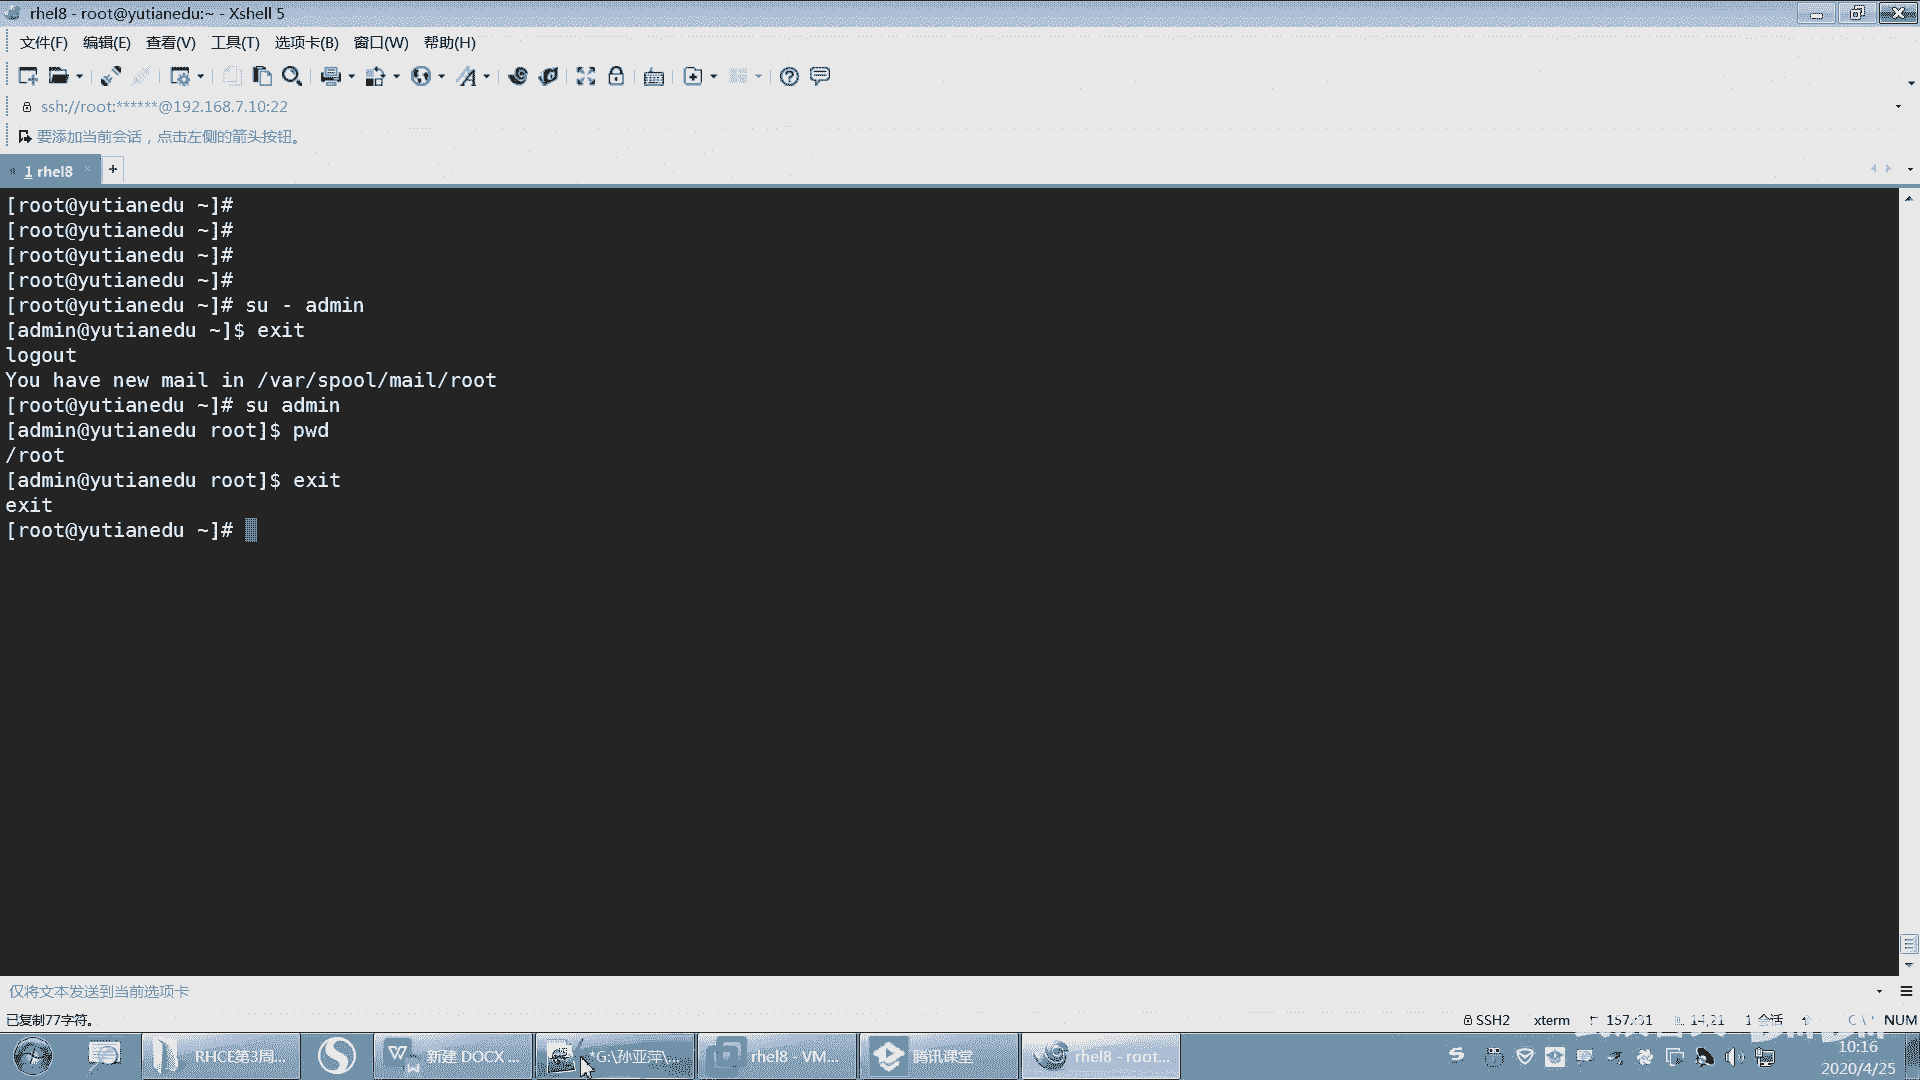 rhel8 - root@yutianedu:~ - Xshell 5
文件(F) 编辑(E) 查看(V) 工具(T) 选项卡(B) 窗口(W) 帮助(H)
ssh://root:******@192.168.7.10:22
要添加当前会话，点击左侧的箭头按钮。
1 rhel8
[root@yutianedu ~]#
[root@yutianedu ~]#
[root@yutianedu ~]#
[root@yutianedu ~]#
[root@yutianedu ~]# su - admin
[admin@yutianedu ~]$ exit
logout
You have new mail in /var/spool/mail/root
[root@yutianedu ~]# su admin
[admin@yutianedu root]$ pwd
/root
[admin@yutianedu root]$ exit
exit
[root@yutianedu ~]#
仅将文本发送到当前选项卡
已复制77字符。
SSH2 xterm 157x31 14,21 1 会话 NUM
RHCE第3周... 新建 DOCX ... *G:\孙亚萍\... rhel8 - VM... 腾讯课堂 rhel8 - root...
10:16
2020/4/25